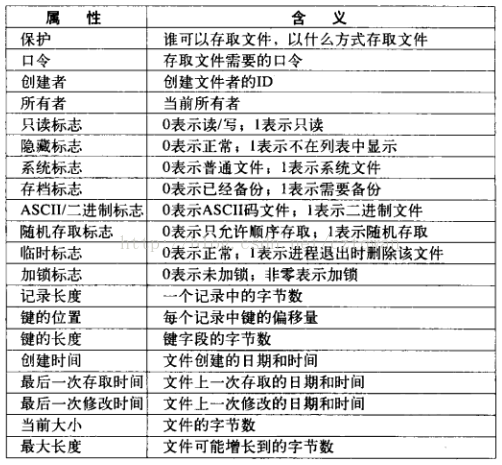 属 性 含 义
保护 谁可以存取文件，以什么方式存取文件
口令 存取文件需要的口令
创建者 创建文件者的ID
所有者 当前所有者
只读标志 0表示读/写；1表示只读
隐藏标志 0表示正常；1表示不在列表中显示
系统标志 0表示普通文件；1表示系统文件
存档标志 0表示已经备份；1表示需要备份
ASCII/二进制标志 0表示ASCII码文件；1表示二进制文件
随机存取标志 0表示只允许顺序存取；1表示随机存取
临时标志 0表示正常；1表示进程退出时删除该文件
加锁标志 0表示未加锁；非零表示加锁
记录长度 一个记录中的字节数
键的位置 每个记录中键的偏移量
键的长度 键字段的字节数
创建时间 文件创建的日期和时间
最后一次存取时间 文件上一次存取的日期和时间
最后一次修改时间 文件上一次修改的日期和时间
当前大小 文件的字节数
最大长度 文件可能增长到的字节数